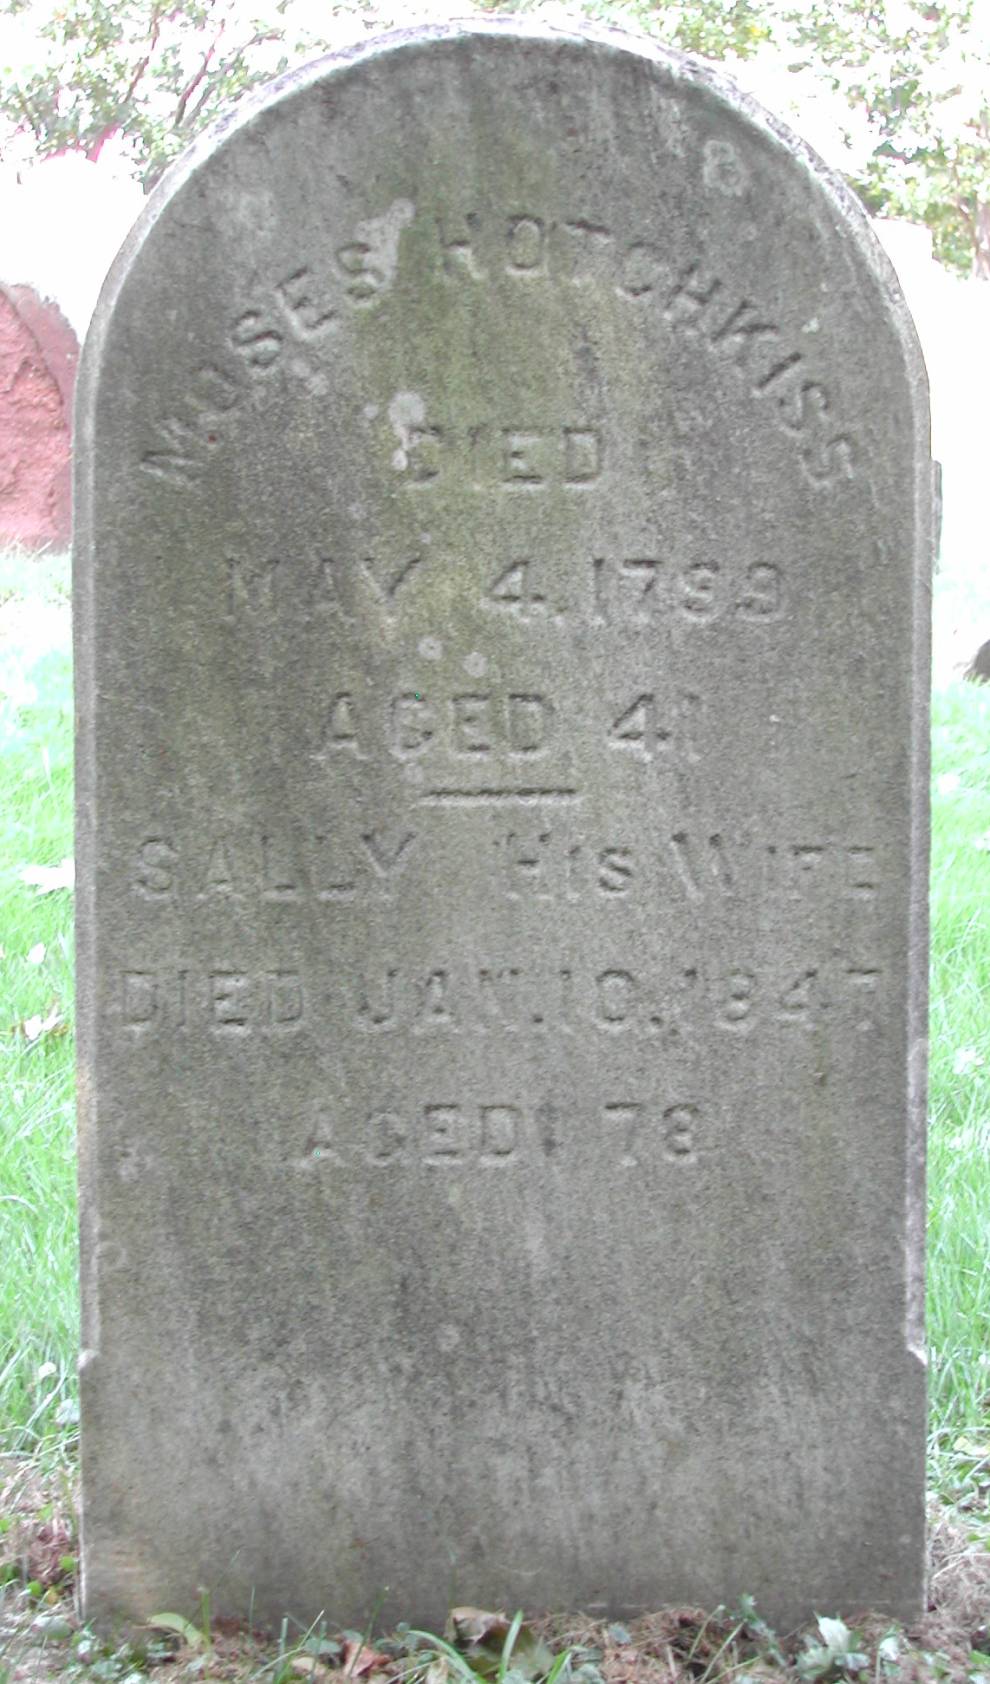 MOSES HOTCHKISS
DIED
MAY 4, 1799
AGED 41
SALLY HIS WIFE
DIED JAN. 10, 1847
AGED 78